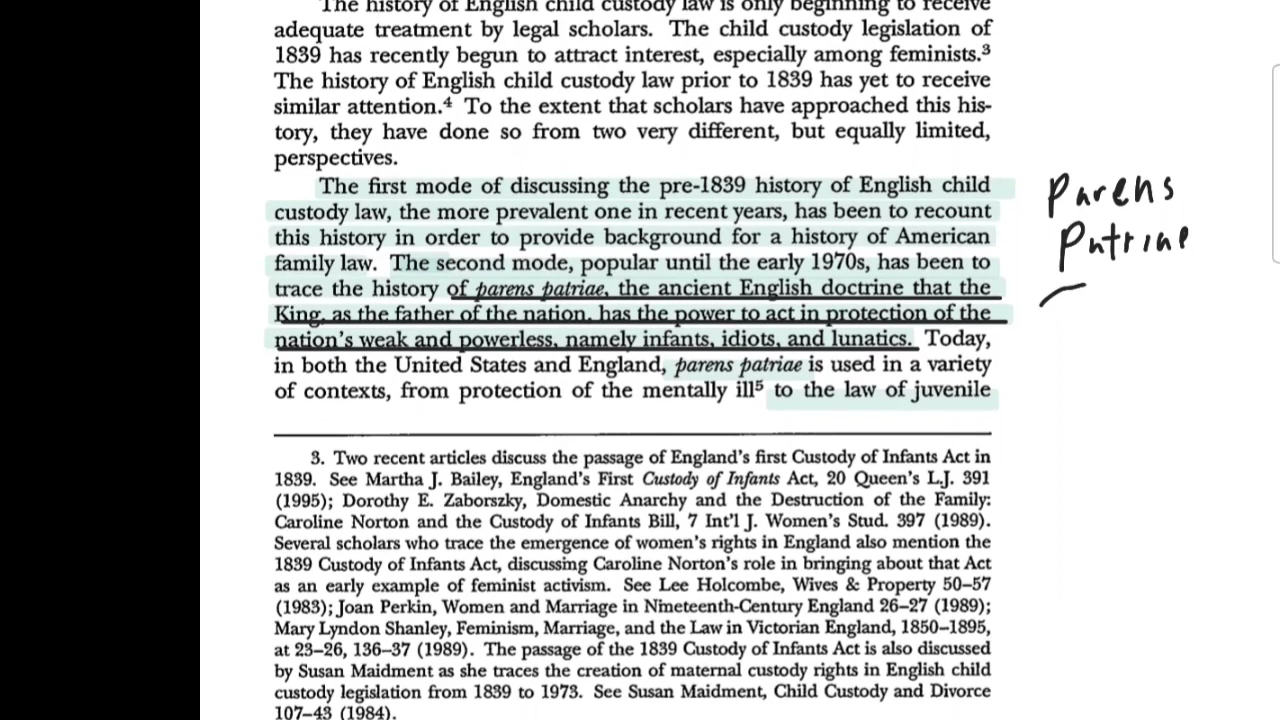 The history of English child custody law is only beginning to receive
adequate treatment by legal scholars. The child custody legislation of
1839 has recently begun to attract interest, especially among feminists.³
The history of English child custody law prior to 1839 has yet to receive
similar attention.⁴ To the extent that scholars have approached this his-
tory, they have done so from two very different, but equally limited,
perspectives.
The first mode of discussing the pre-1839 history of English child
custody law, the more prevalent one in recent years, has been to recount
this history in order to provide background for a history of American
family law. The second mode, popular until the early 1970s, has been to
trace the history of parens patriae, the ancient English doctrine that the
King, as the father of the nation, has the power to act in protection of the
nation's weak and powerless, namely infants, idiots, and lunatics. Today,
in both the United States and England, parens patriae is used in a variety
of contexts, from protection of the mentally ill⁵ to the law of juvenile
Parens
Patriae
3. Two recent articles discuss the passage of England's first Custody of Infants Act in
1839. See Martha J. Bailey, England's First Custody of Infants Act, 20 Queen's L.J. 391
(1995); Dorothy E. Zaborszky, Domestic Anarchy and the Destruction of the Family:
Caroline Norton and the Custody of Infants Bill, 7 Int'l J. Women's Stud. 397 (1989).
Several scholars who trace the emergence of women's rights in England also mention the
1839 Custody of Infants Act, discussing Caroline Norton's role in bringing about that Act
as an early example of feminist activism. See Lee Holcombe, Wives & Property 50–57
(1983); Joan Perkin, Women and Marriage in Nineteenth-Century England 26–27 (1989);
Mary Lyndon Shanley, Feminism, Marriage, and the Law in Victorian England, 1850–1895,
at 23–26, 136–37 (1989). The passage of the 1839 Custody of Infants Act is also discussed
by Susan Maidment as she traces the creation of maternal custody rights in English child
custody legislation from 1839 to 1973. See Susan Maidment, Child Custody and Divorce
107–43 (1984).